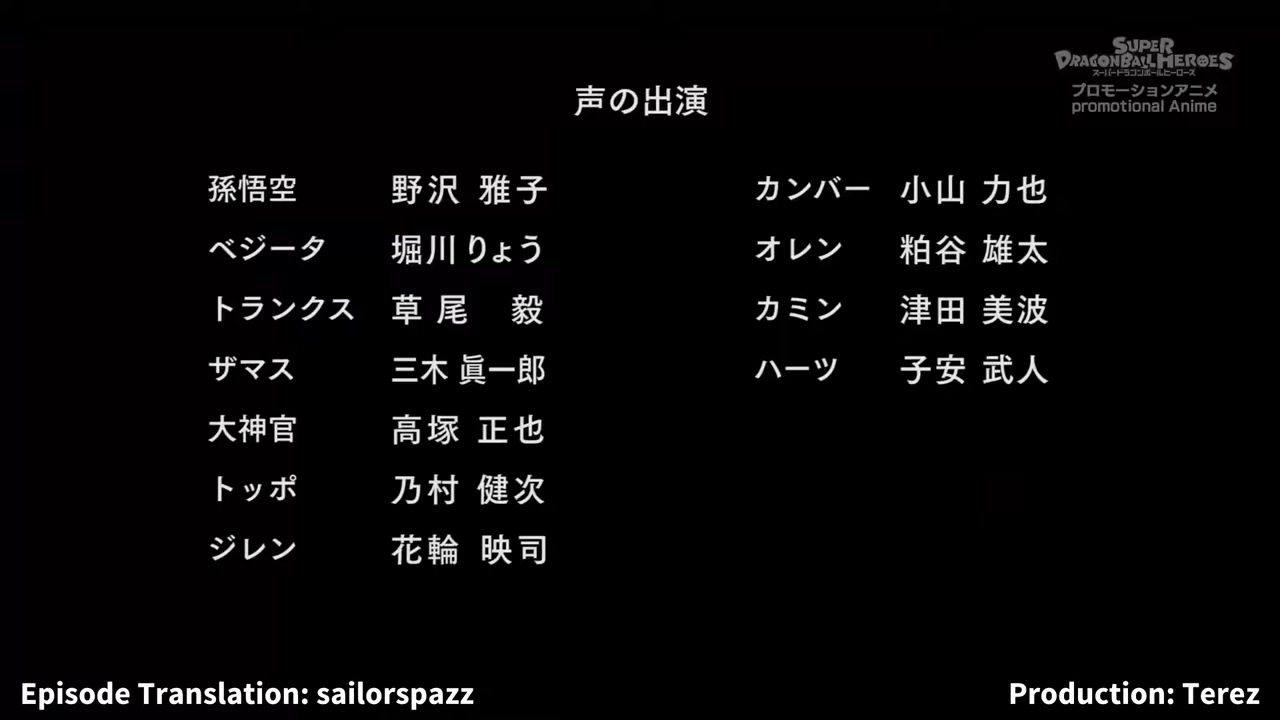 SUPER
DRAGONBALL HEROES
スーパードラゴンボールヒーローズ
プロモーションアニメ
promotional Anime
声の出演
孫悟空 野沢 雅子
ベジータ 堀川りょう
トランクス 草尾 毅
ザマス 三木 眞一郎
大神官 高塚 正也
トッポ 乃村 健次
ジレン 花輪 映司
カンバー 小山 力也
オレン 粕谷 雄太
カミン 津田 美波
ハーツ 子安 武人
Episode Translation: sailorspazz
Production: Terez